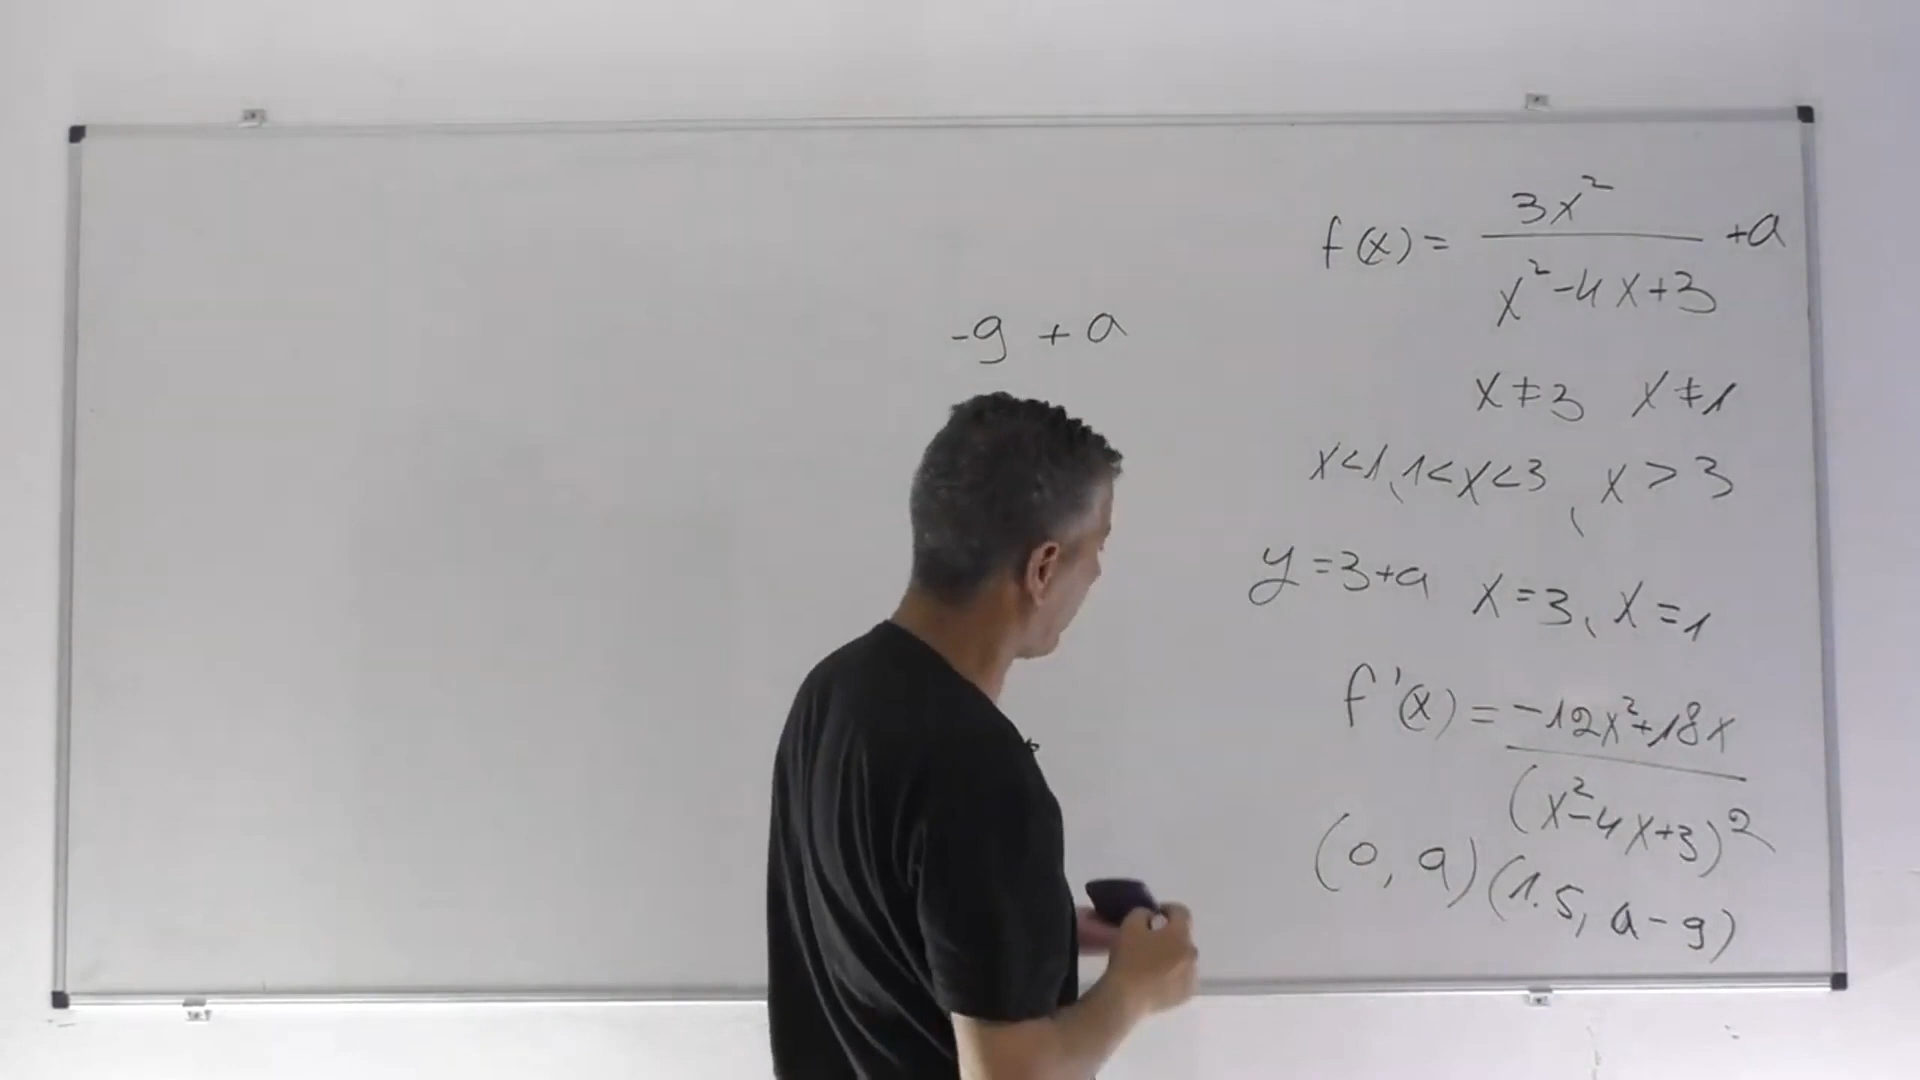 f(x) = 3x²/(x²-4x+3) +a
-9 + a
x≠3 x≠1
x<1, 1<x<3, x>3
y=3+a x=3, x=1
f'(x) = (-12x²+18x)/(x²-4x+3)²
(0, a) (1.5, a-9)